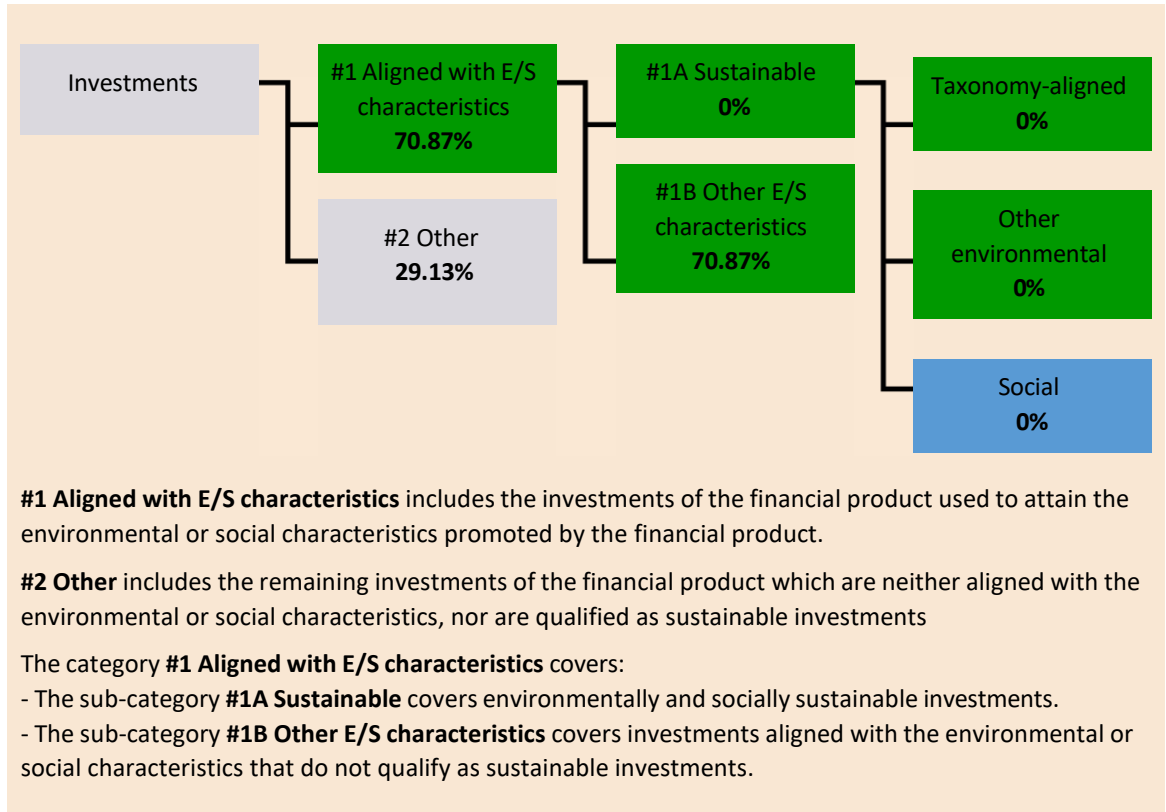 Investments
#1 Aligned with E/S
characteristics
70.87%
#2 Other
29.13%
#1A Sustainable
0%
#1B Other E/S
characteristics
70.87%
Taxonomy-aligned
0%
Other
environmental
0%
Social
0%
#1 Aligned with E/S characteristics includes the investments of the financial product used to attain the
environmental or social characteristics promoted by the financial product.
#2 Other includes the remaining investments of the financial product which are neither aligned with the
environmental or social characteristics, nor are qualified as sustainable investments
The category #1 Aligned with E/S characteristics covers:
- The sub-category #1A Sustainable covers environmentally and socially sustainable investments.
- The sub-category #1B Other E/S characteristics covers investments aligned with the environmental or
social characteristics that do not qualify as sustainable investments.